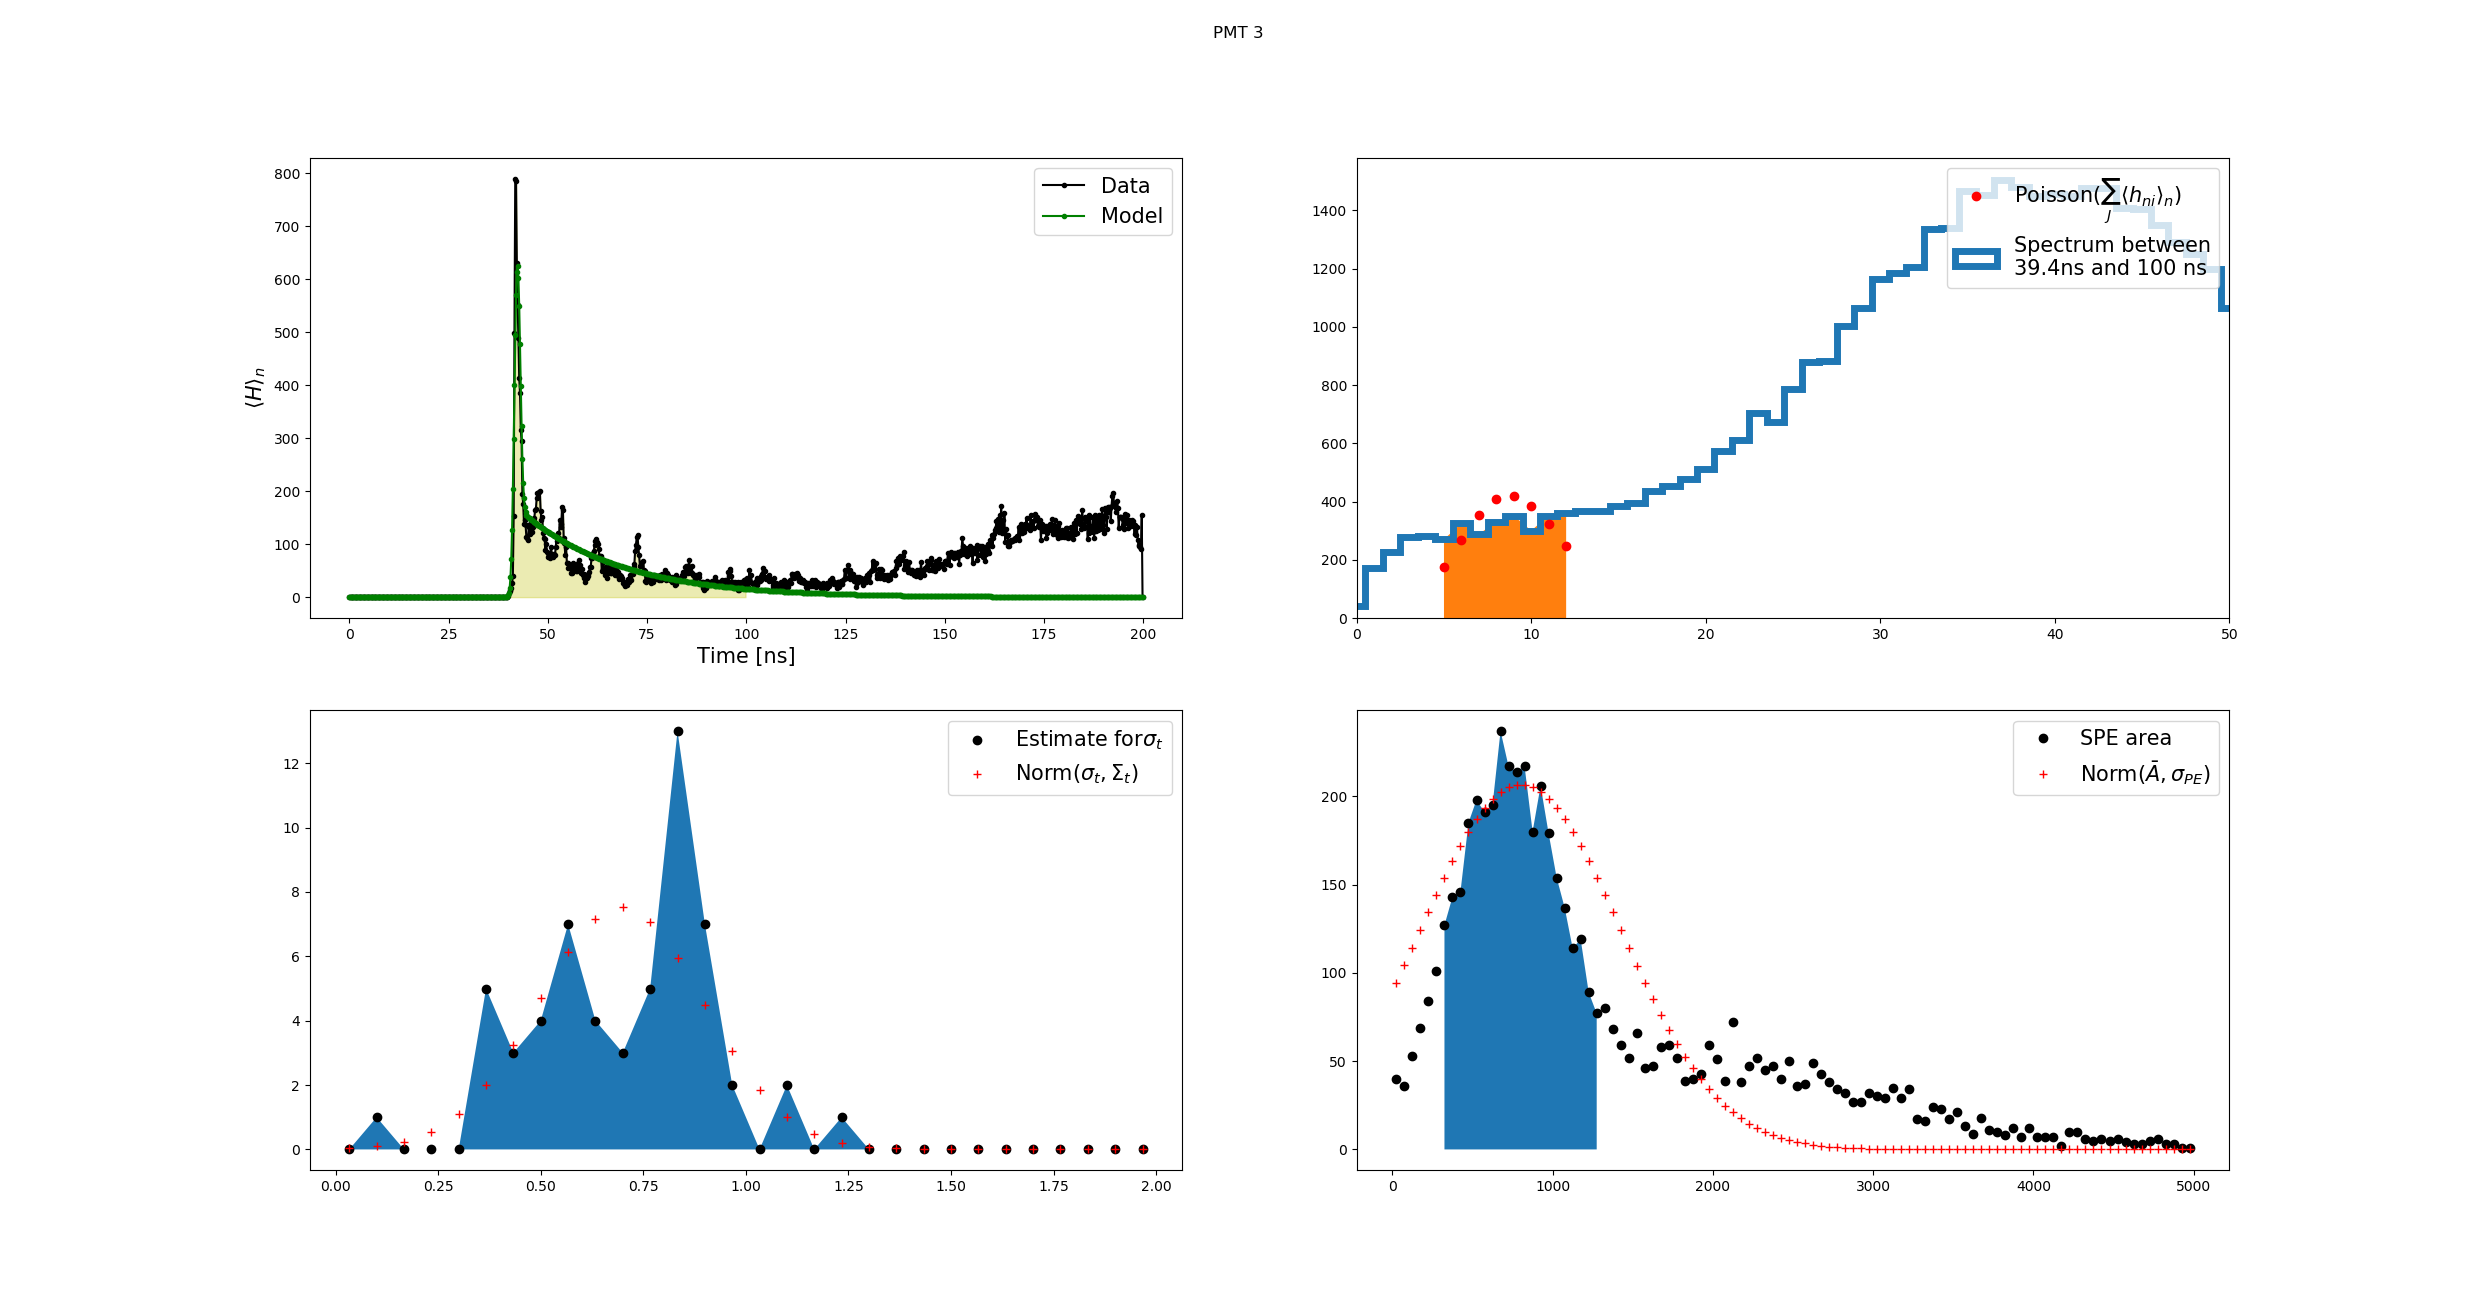 PMT 3
800
700
600
500
400
300
200
100
0
⟨H⟩n
0 25 50 75 100 125 150 175 200
Time [ns]
Data
Model
1400
1200
1000
800
600
400
200
0
0 10 20 30 40 50
Poisson(∑J⟨hni⟩n)
Spectrum between
39.4ns and 100 ns
12
10
8
6
4
2
0
0.00 0.25 0.50 0.75 1.00 1.25 1.50 1.75 2.00
Estimate forσt
Norm(σt, Σt)
200
150
100
50
0
0 1000 2000 3000 4000 5000
SPE area
Norm(Ā, σPE)